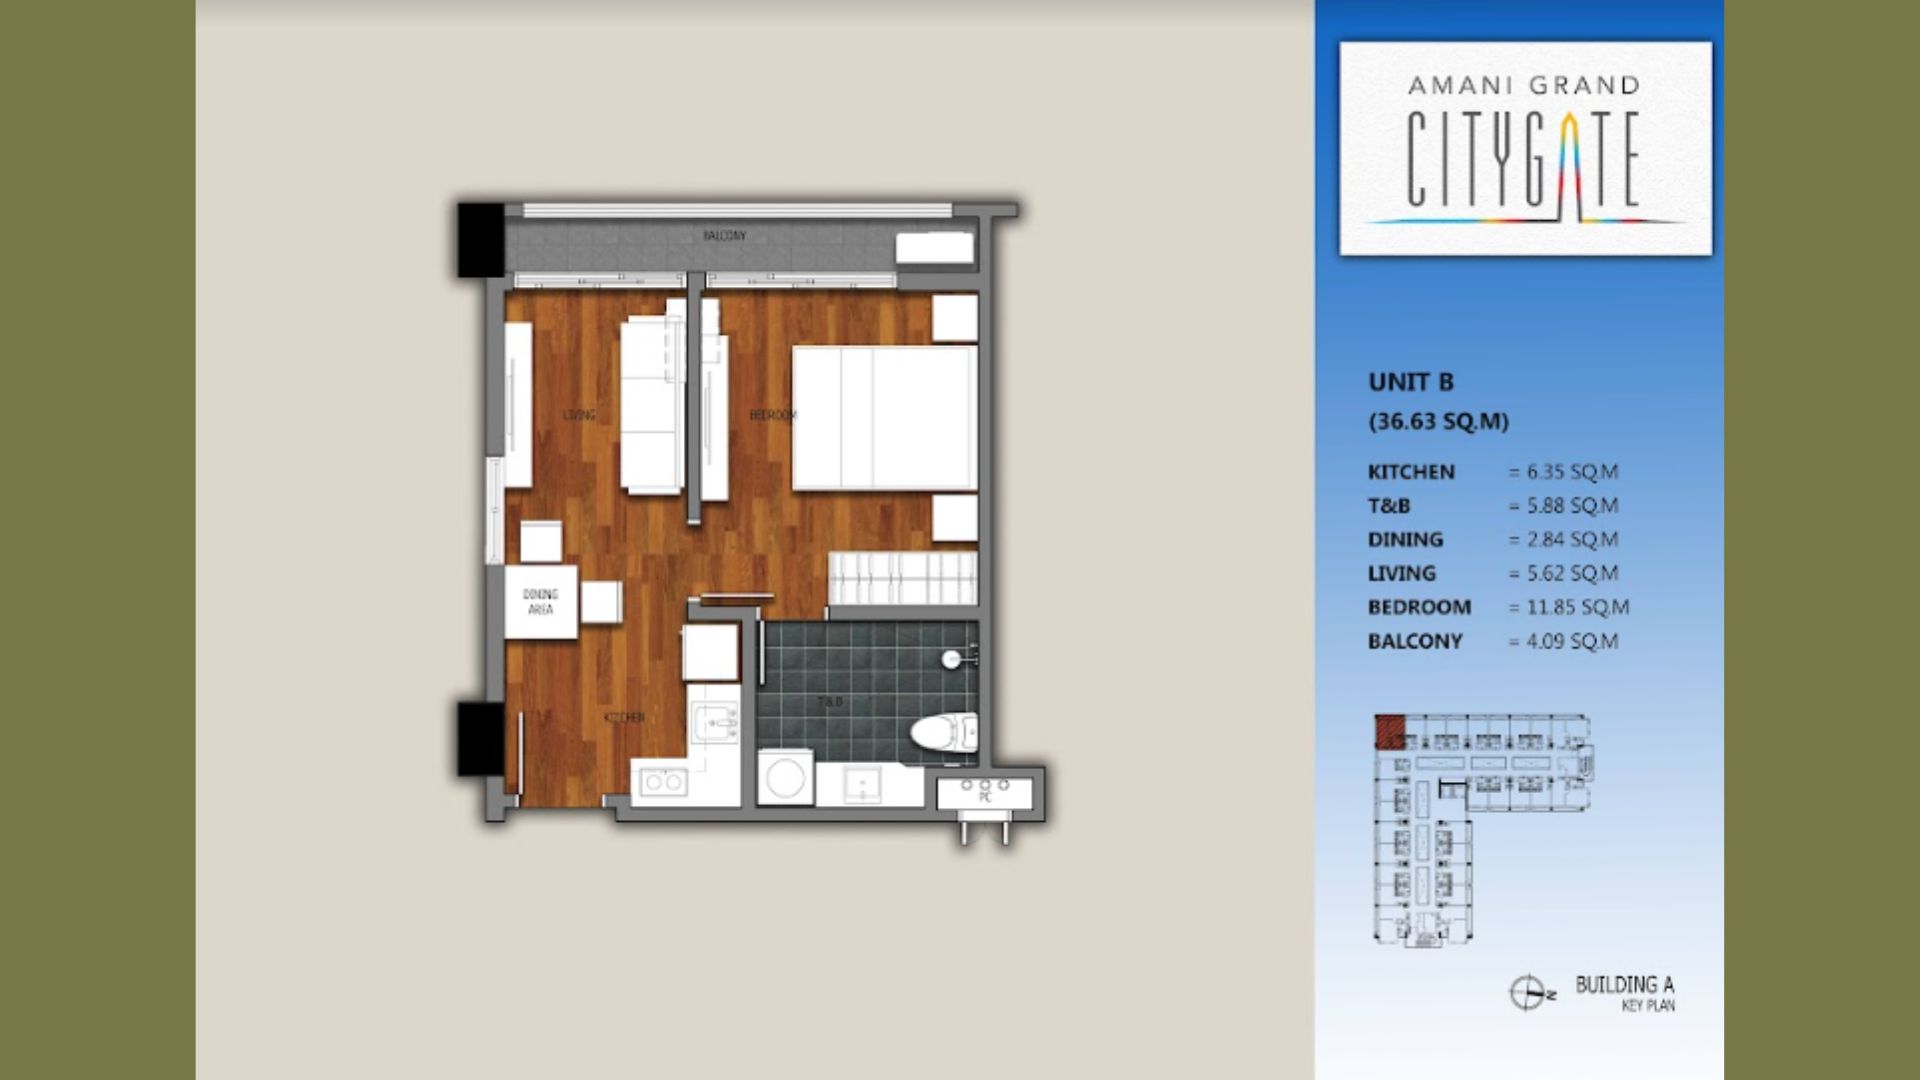 BALCONY
LIVING
BEDROOM
DINING
AREA
KITCHEN
T&B
PC
AMANI GRAND
CITYGATE
UNIT B
(36.63 SQ.M)
KITCHEN = 6.35 SQ.M
T&B = 5.88 SQ.M
DINING = 2.84 SQ.M
LIVING = 5.62 SQ.M
BEDROOM = 11.85 SQ.M
BALCONY = 4.09 SQ.M
N
BUILDING A
KEY PLAN